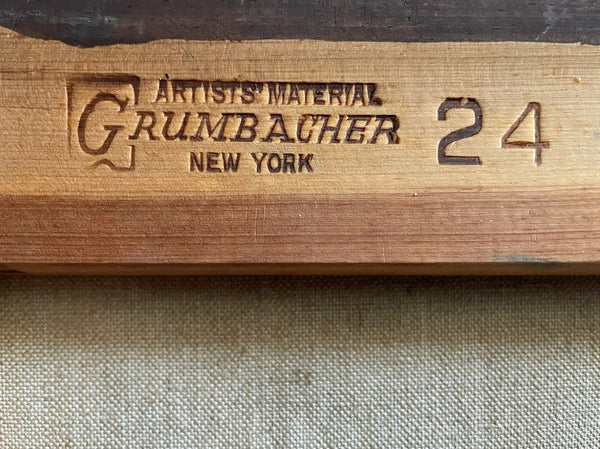 ARTISTS' MATERIAL
GRUMBACHER
NEW YORK
24